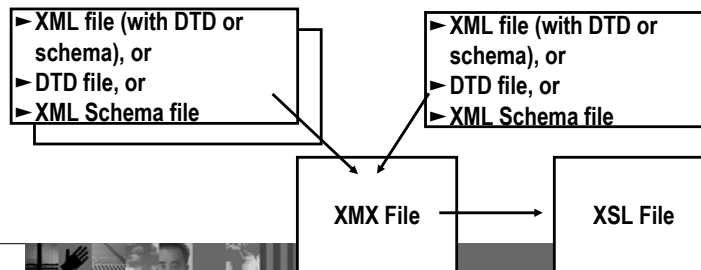 ► XML file (with DTD or
schema), or
► DTD file, or
► XML Schema file
► XML file (with DTD or
schema), or
► DTD file, or
► XML Schema file
XMX File
XSL File